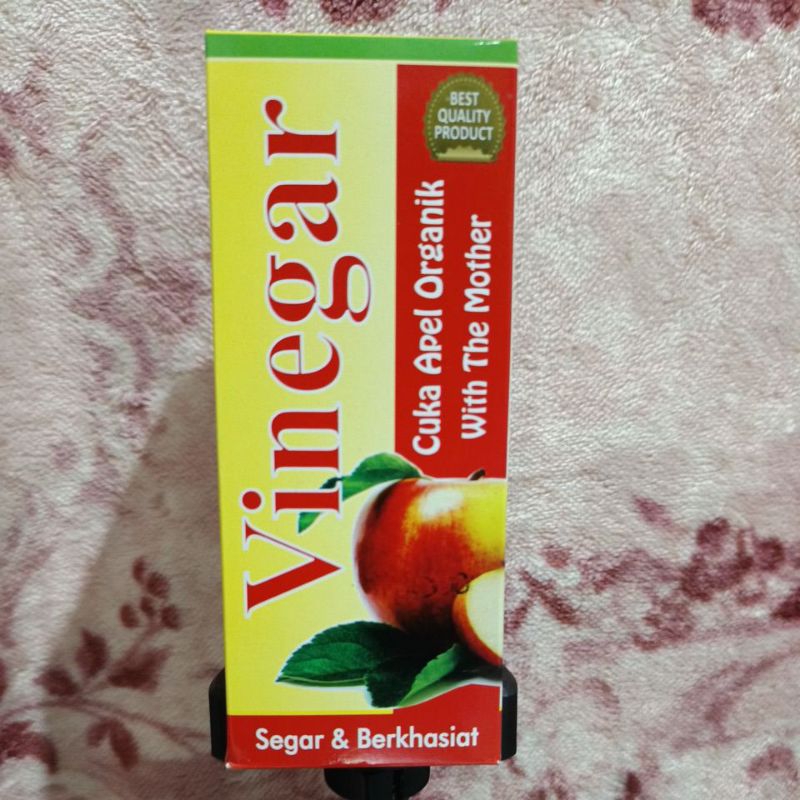 BEST
QUALITY
PRODUCT
Vinegar
Cuka Apel Organik
With The Mother
Segar & Berkhasiat